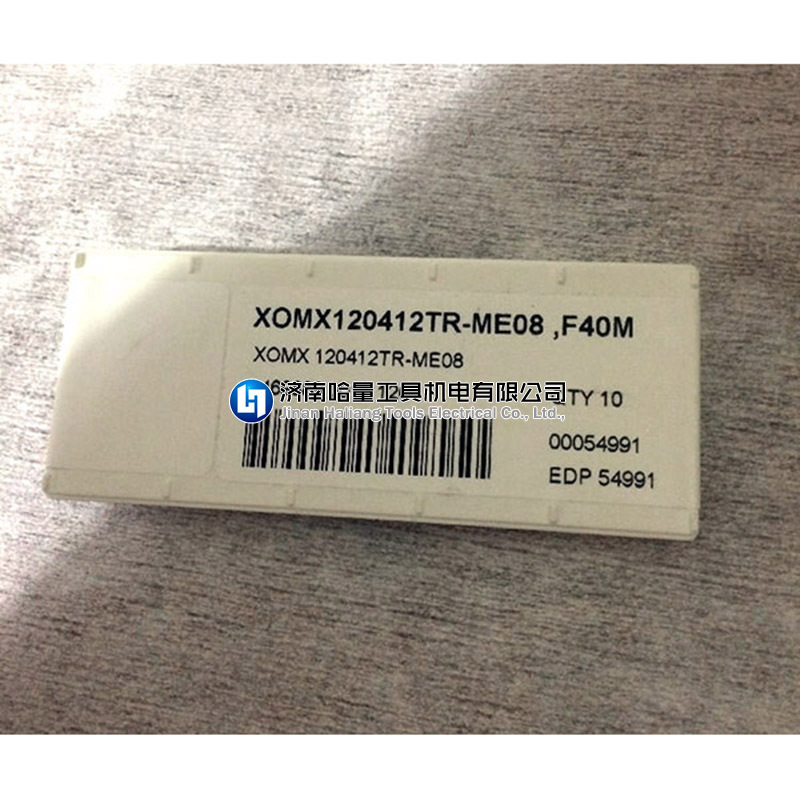 XOMX120412TR-ME08 ,F40M
XOMX 120412TR-ME08
济南哈量工具机电有限公司
TY 10
Jinan Haliang Tools Electrical Co., Ltd.,
00054991
EDP 54991